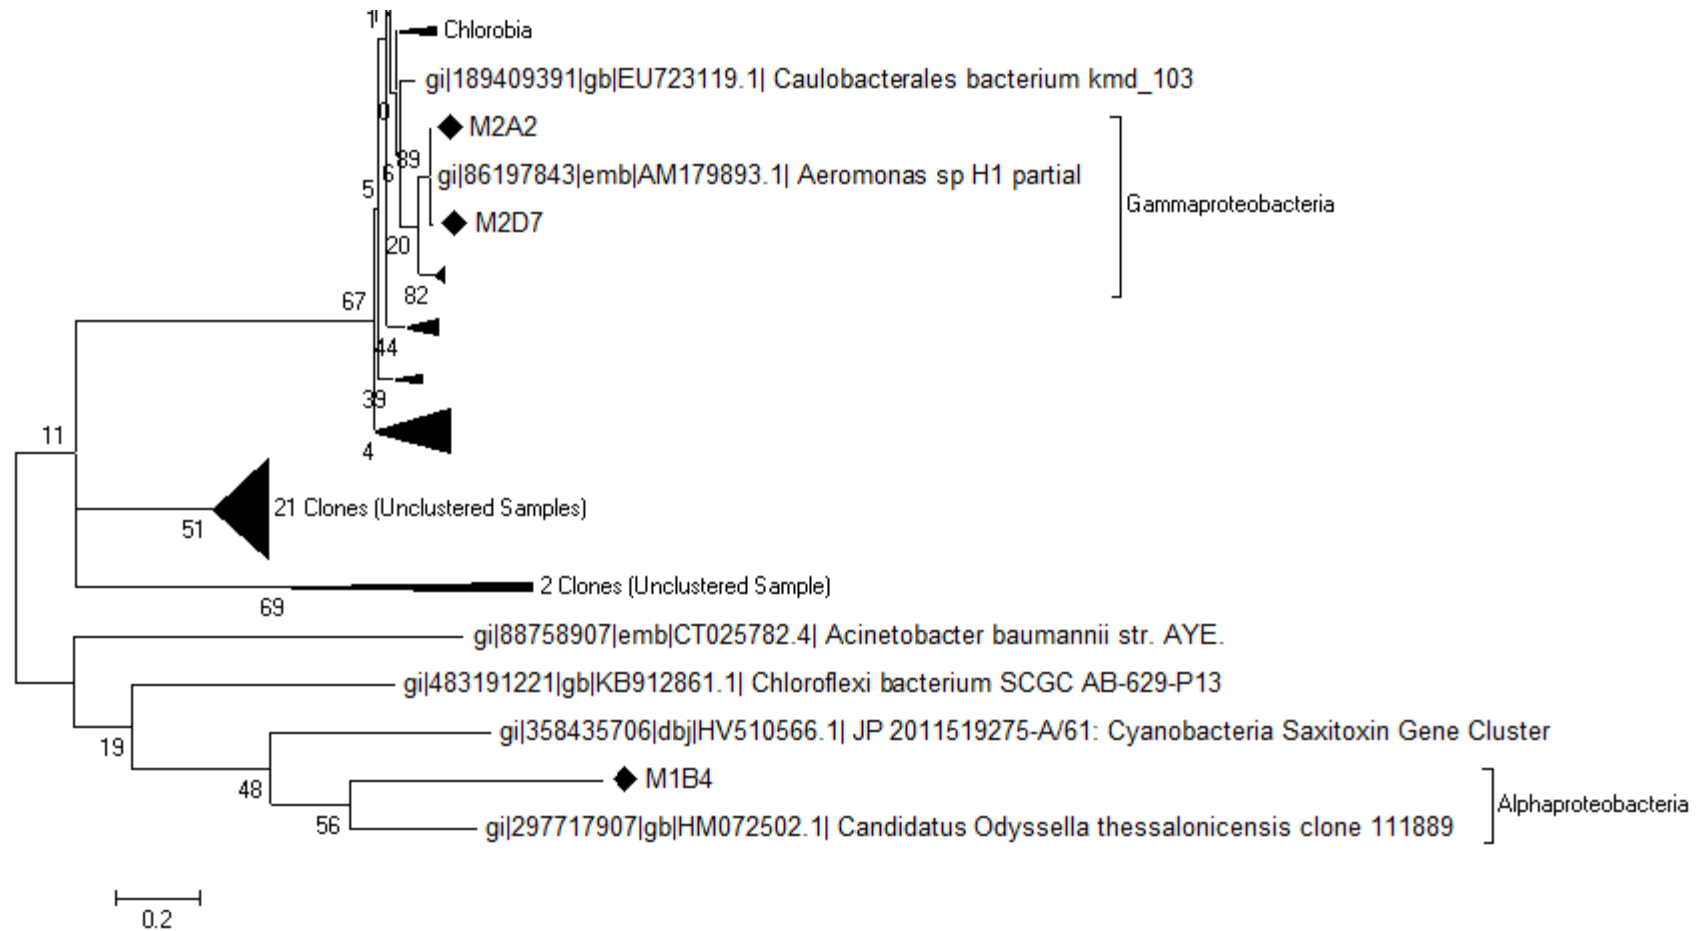 1
Chlorobia
gi|189409391|gb|EU723119.1| Caulobacterales bacterium kmd_103
0
M2A2
89
6
gi|86197843|emb|AM179893.1| Aeromonas sp H1 partial
5
Gammaproteobacteria
M2D7
20
82
67
44
39
11
4
21 Clones (Unclustered Samples)
51
2 Clones (Unclustered Sample)
69
gi|88758907|emb|CT025782.4| Acinetobacter baumannii str. AYE.
gi|483191221|gb|KB912861.1| Chloroflexi bacterium SCGC AB-629-P13
gi|358435706|dbj|HV510566.1| JP 2011519275-A/61: Cyanobacteria Saxitoxin Gene Cluster
19
M1B4
48
Alphaproteobacteria
56
gi|297717907|gb|HM072502.1| Candidatus Odyssella thessalonicensis clone 111889
0.2